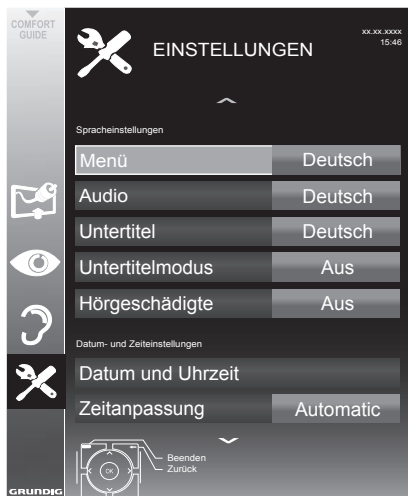 COMFORT
GUIDE
EINSTELLUNGEN
xx.xx.xxxx
15:46
Spracheinstellungen
Menü Deutsch
Audio Deutsch
Untertitel Deutsch
Untertitelmodus Aus
Hörgeschädigte Aus
Datum- und Zeiteinstellungen
Datum und Uhrzeit
Zeitanpassung Automatic
OK
Beenden
Zurück
GRUNDIG